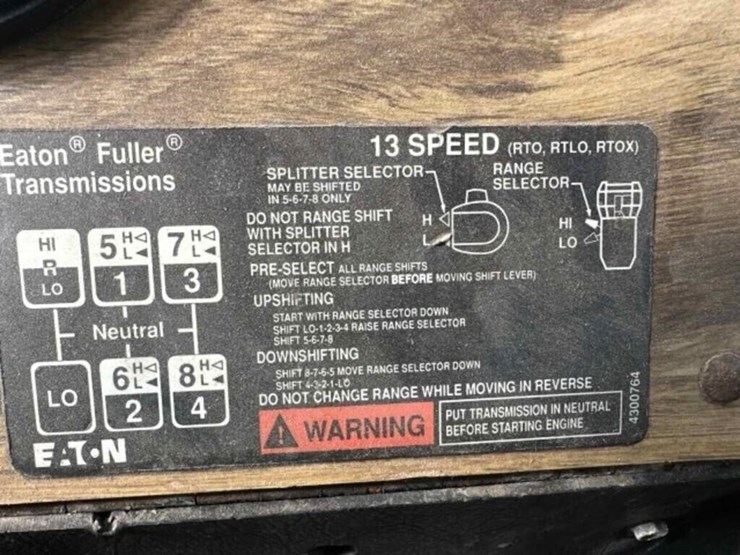 Eaton® Fuller®
Transmissions
13 SPEED (RTO, RTLO, RTOX)
SPLITTER SELECTOR
MAY BE SHIFTED
IN 5-6-7-8 ONLY
RANGE
SELECTOR
DO NOT RANGE SHIFT
WITH SPLITTER
SELECTOR IN H
H
L
HI
LO
HI
R
LO
5 H
L
1
7 H
L
3
Neutral
LO
6 H
L
2
8 H
L
4
PRE-SELECT ALL RANGE SHIFTS
(MOVE RANGE SELECTOR BEFORE MOVING SHIFT LEVER)
UPSHIFTING
START WITH RANGE SELECTOR DOWN
SHIFT LO-1-2-3-4 RAISE RANGE SELECTOR
SHIFT 5-6-7-8
DOWNSHIFTING
SHIFT 8-7-6-5 MOVE RANGE SELECTOR DOWN
SHIFT 4-3-2-1-LO
DO NOT CHANGE RANGE WHILE MOVING IN REVERSE
WARNING
PUT TRANSMISSION IN NEUTRAL
BEFORE STARTING ENGINE
4300764
EATON